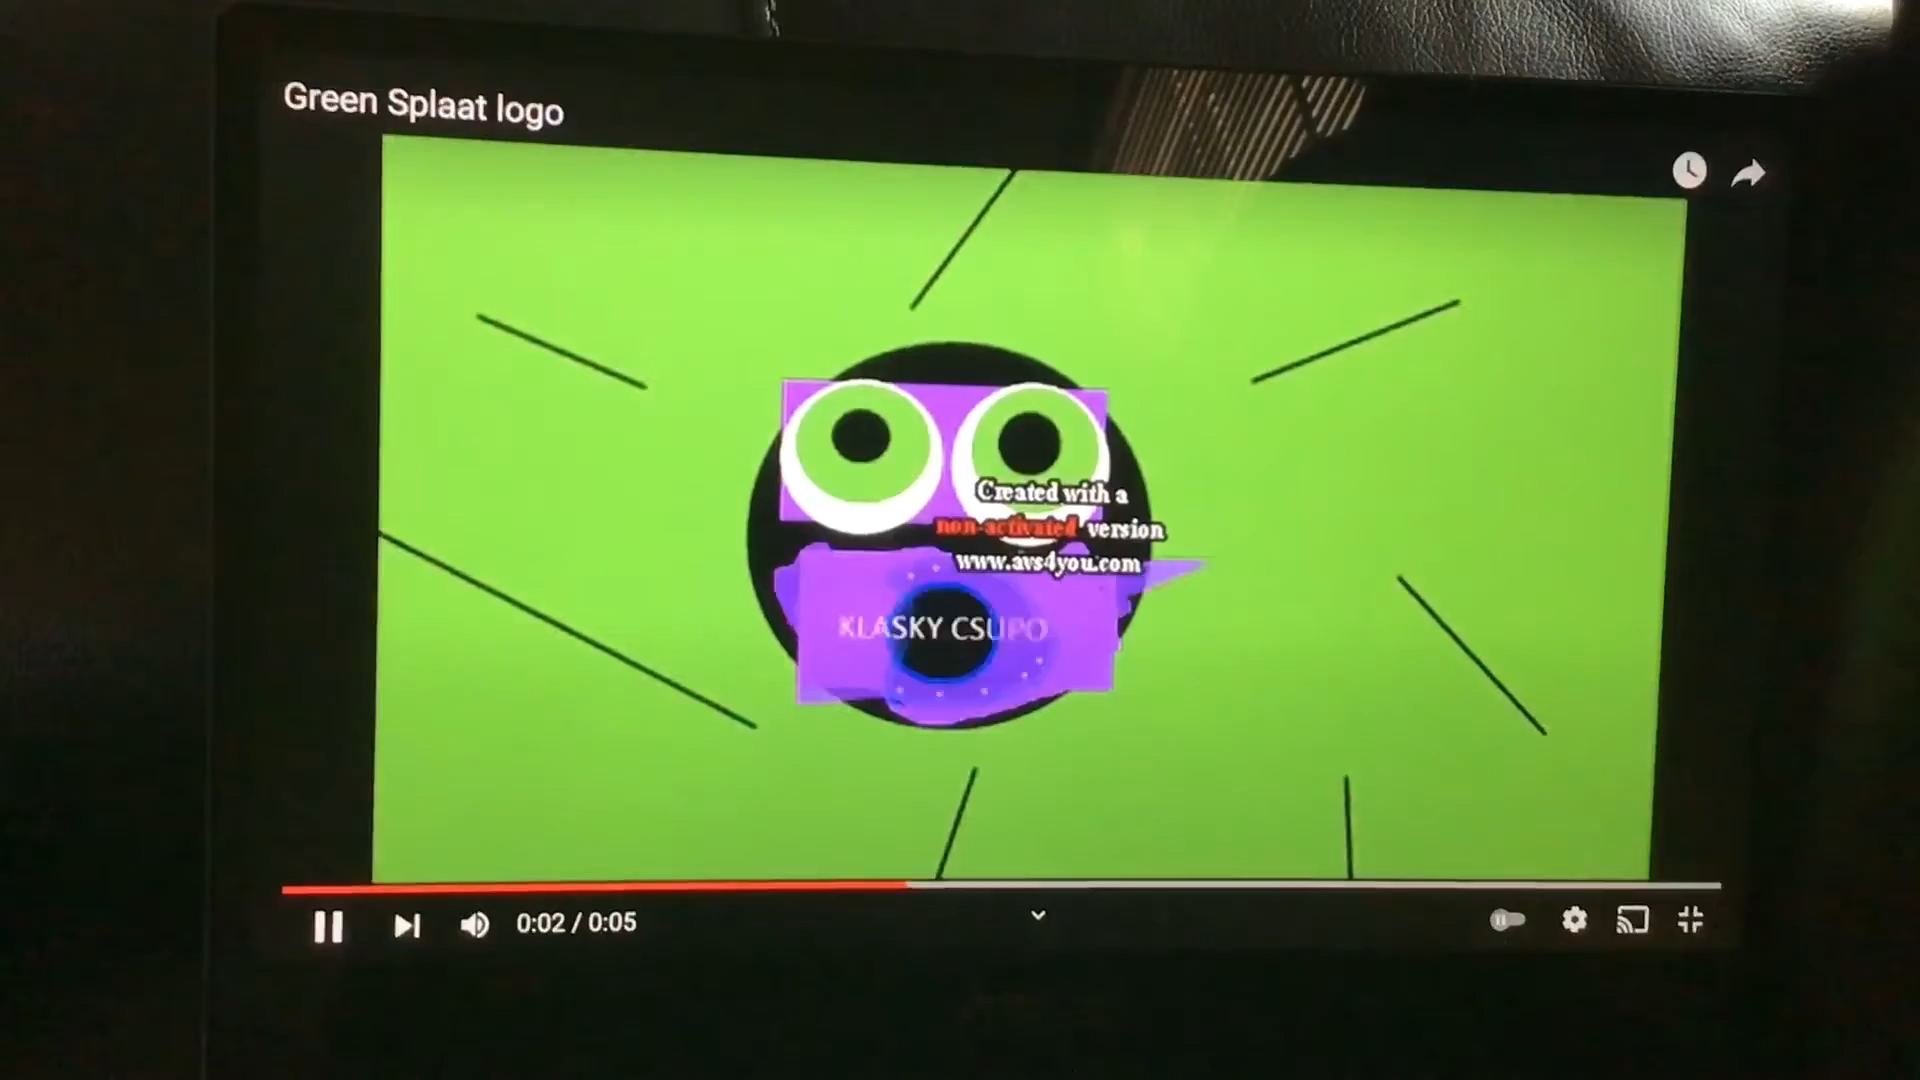 Green Splaat logo
Created with a
non-activated version
www.avs4you.com
KLASKY CSUPO
0:02 / 0:05